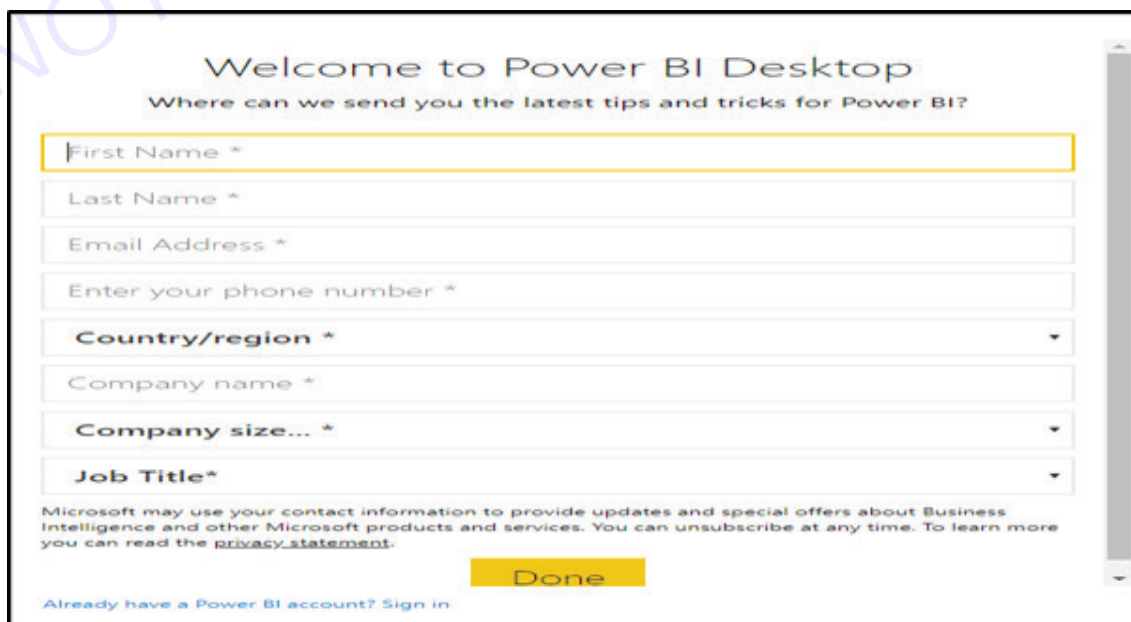 Welcome to Power BI Desktop
Where can we send you the latest tips and tricks for Power BI?
First Name *
Last Name *
Email Address *
Enter your phone number *
Country/region *
Company name *
Company size... *
Job Title*
Microsoft may use your contact information to provide updates and special offers about Business
Intelligence and other Microsoft products and services. You can unsubscribe at any time. To learn more
you can read the privacy statement.
Done
Already have a Power BI account? Sign in